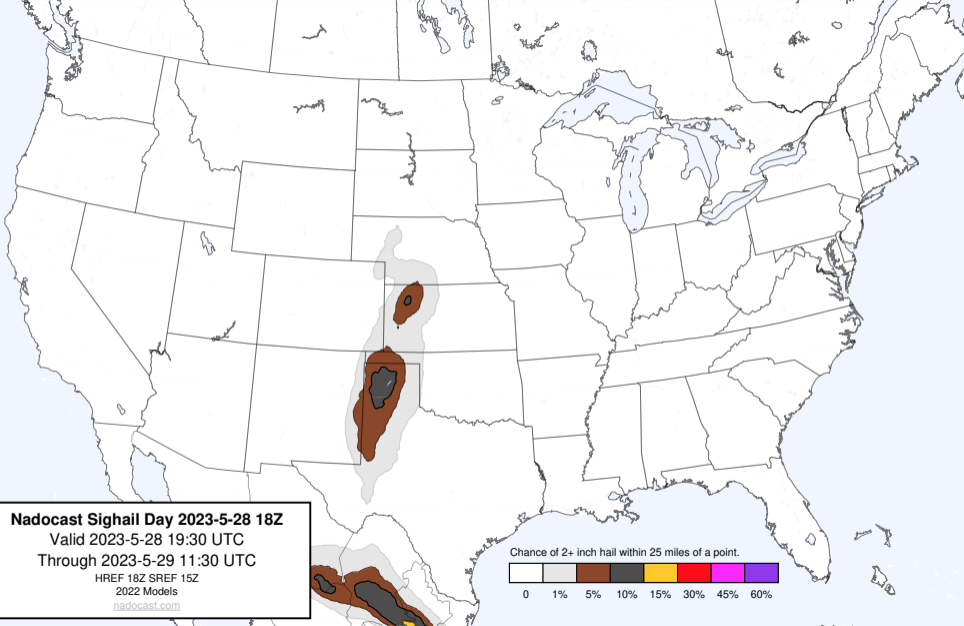 Nadocast Sighail Day 2023-5-28 18Z
Valid 2023-5-28 19:30 UTC
Through 2023-5-29 11:30 UTC
HREF 18Z SREF 15Z
2022 Models
nadocast.com
Chance of 2+ inch hail within 25 miles of a point.
0 1% 5% 10% 15% 30% 45% 60%